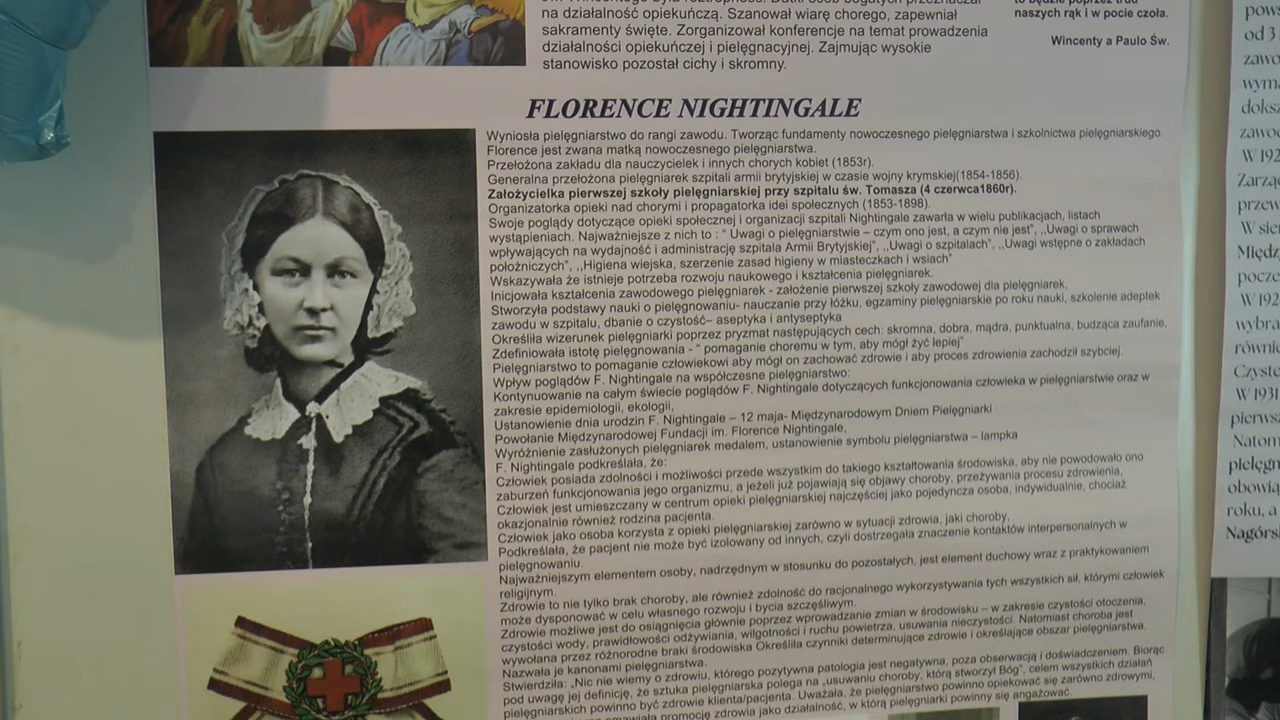 na działalność opiekuńczą. Szanował wiarę chorego, zapewniał
sakramenty święte. Zorganizował konferencje na temat prowadzenia
działalności opiekuńczej i pielęgnacyjnej. Zajmując wysokie
stanowisko pozostał cichy i skromny.
naszych rąk i w pocie czoła.
Wincenty a Paulo Św.
FLORENCE NIGHTINGALE
Wyniosła pielęgniarstwo do rangi zawodu. Tworząc fundamenty nowoczesnego pielęgniarstwa i szkolnictwa pielęgniarskiego.
Florence jest zwana matką nowoczesnego pielęgniarstwa.
Przełożona zakładu dla nauczycielek i innych chorych kobiet (1853r).
Generalna przełożona pielęgniarek szpitali armii brytyjskiej w czasie wojny krymskiej(1854-1856).
Założycielka pierwszej szkoły pielęgniarskiej przy szpitalu św. Tomasza (4 czerwca1860r).
Organizatorka opieki nad chorymi i propagatorka idei społecznych (1853-1898).
Swoje poglądy dotyczące opieki społecznej i organizacji szpitali Nightingale zawarła w wielu publikacjach, listach
wystąpieniach. Najważniejsze z nich to : “ Uwagi o pielęgniarstwie – czym ono jest, a czym nie jest”, ,,Uwagi o sprawach
wpływających na wydajność i administrację szpitala Armii Brytyjskiej”, ,,Uwagi o szpitalach”, ,,Uwagi wstępne o zakładach
położniczych”, ,,Higiena wiejska, szerzenie zasad higieny w miasteczkach i wsiach”
Wskazywała że istnieje potrzeba rozwoju naukowego i kształcenia pielęgniarek.
Inicjowała kształcenia zawodowego pielęgniarek - założenie pierwszej szkoły zawodowej dla pielęgniarek,
Stworzyła podstawy nauki o pielęgnowaniu- nauczanie przy łóżku, egzaminy pielęgniarskie po roku nauki, szkolenie adeptek
zawodu w szpitalu, dbanie o czystość– aseptyka i antyseptyka
Określiła wizerunek pielęgniarki poprzez pryzmat następujących cech: skromna, dobra, mądra, punktualna, budząca zaufanie.
Zdefiniowała istotę pielęgnowania - “ pomaganie choremu w tym, aby mógł żyć lepiej”
Pielęgniarstwo to pomaganie człowiekowi aby mógł on zachować zdrowie i aby proces zdrowienia zachodził szybciej.
Wpływ poglądów F. Nightingale na współczesne pielęgniarstwo:
Kontynuowanie na całym świecie poglądów F. Nightingale dotyczących funkcjonowania człowieka w pielęgniarstwie oraz w
zakresie epidemiologii, ekologii,
Ustanowienie dnia urodzin F. Nightingale – 12 maja- Międzynarodowym Dniem Pielęgniarki
Powołanie Międzynarodowej Fundacji im. Florence Nightingale,
Wyróżnienie zasłużonych pielęgniarek medalem, ustanowienie symbolu pielęgniarstwa – lampka
F. Nightingale podkreślała, że:
Człowiek posiada zdolności i możliwości przede wszystkim do takiego kształtowania środowiska, aby nie powodowało ono
zaburzeń funkcjonowania jego organizmu, a jeżeli już pojawiają się objawy choroby, przeżywania procesu zdrowienia,
Człowiek jest umieszczany w centrum opieki pielęgniarskiej najczęściej jako pojedyncza osoba, indywidualnie, chociaż
okazjonalnie również rodzina pacjenta.
Człowiek jako osoba korzysta z opieki pielęgniarskiej zarówno w sytuacji zdrowia, jaki choroby,
Podkreślała, że pacjent nie może być izolowany od innych, czyli dostrzegała znaczenie kontaktów interpersonalnych w
pielęgnowaniu.
Najważniejszym elementem osoby, nadrzędnym w stosunku do pozostałych, jest element duchowy wraz z praktykowaniem
religijnym.
Zdrowie to nie tylko brak choroby, ale również zdolność do racjonalnego wykorzystywania tych wszystkich sił, którymi człowiek
może dysponować w celu własnego rozwoju i bycia szczęśliwym.
Zdrowie możliwe jest do osiągnięcia głównie poprzez wprowadzanie zmian w środowisku – w zakresie czystości otoczenia,
czystości wody, prawidłowości odżywiania, wilgotności i ruchu powietrza, usuwania nieczystości. Natomiast choroba jest
wywołana przez różnorodne braki środowiska Określiła czynniki determinujące zdrowie i określające obszar pielęgniarstwa.
Nazwała je kanonami pielęgniarstwa.
Stwierdziła: „Nic nie wiemy o zdrowiu, którego pozytywna patologia jest negatywna, poza obserwacją i doświadczeniem. Biorąc
pod uwagę jej definicję, że sztuka pielęgniarska polega na „usuwaniu choroby, którą stworzył Bóg”, celem wszystkich działań
pielęgniarskich powinno być zdrowie klienta/pacjenta. Uważała, że pielęgniarstwo powinno opiekować się zarówno zdrowymi,
promocję zdrowia jako działalność, w którą pielęgniarki powinny się angażować.
od 3
W 192
W 192
W 1931
roku, a